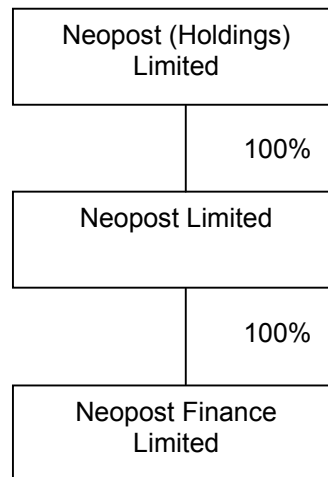 Neopost (Holdings)
Limited
100%
Neopost Limited
100%
Neopost Finance
Limited